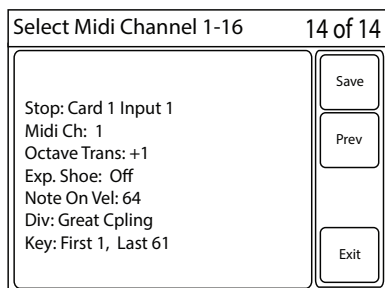 Select Midi Channel 1-16 14 of 14
Stop: Card 1 Input 1
Midi Ch: 1
Octave Trans: +1
Exp. Shoe: Off
Note On Vel: 64
Div: Great Cpling
Key: First 1, Last 61
Save
Prev
Exit